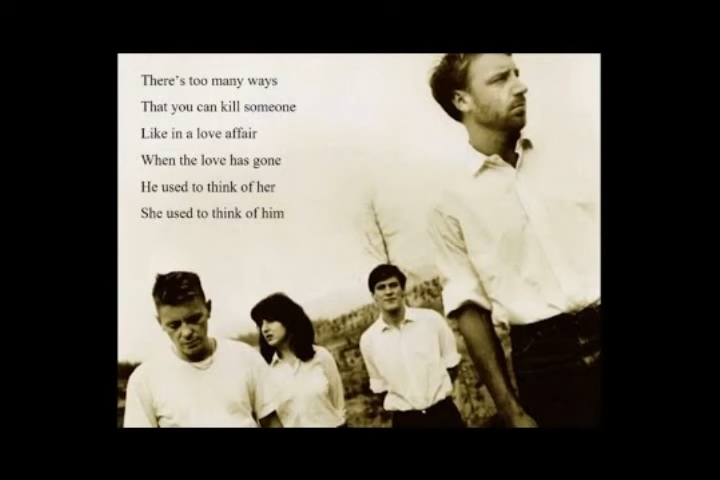 There's too many ways
That you can kill someone
Like in a love affair
When the love has gone
He used to think of her
She used to think of him